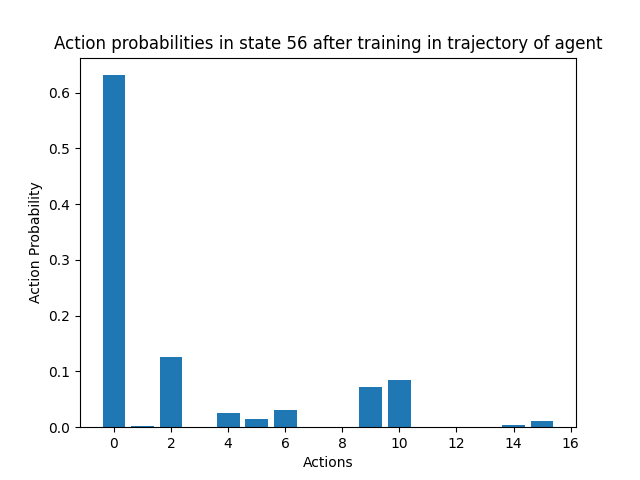 Action probabilities in state 56 after training in trajectory of agent
0.6
0.5
0.4
0.3
0.2
0.1
0.0
Action Probability
0 2 4 6 8 10 12 14 16
Actions